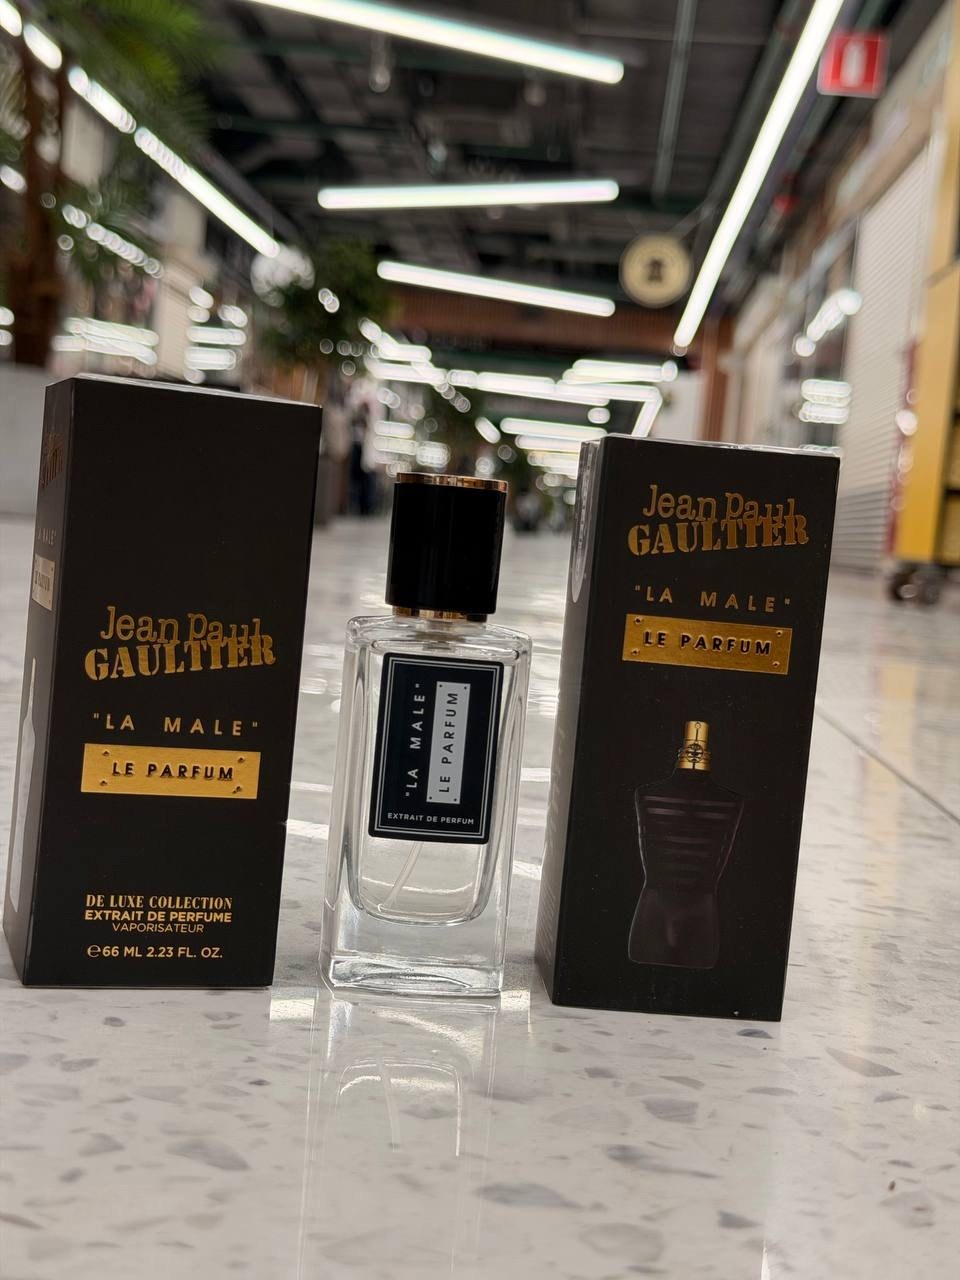 Jean Paul
GAULTIER
"LA MALE"
LE PARFUM
DE LUXE COLLECTION
EXTRAIT DE PERFUME
VAPORISATEUR
℮66 ML 2.23 FL. OZ.
"LA MALE"
LE PARFUM
EXTRAIT DE PERFUM
Jean Paul
GAULTIER
"LA MALE"
LE PARFUM